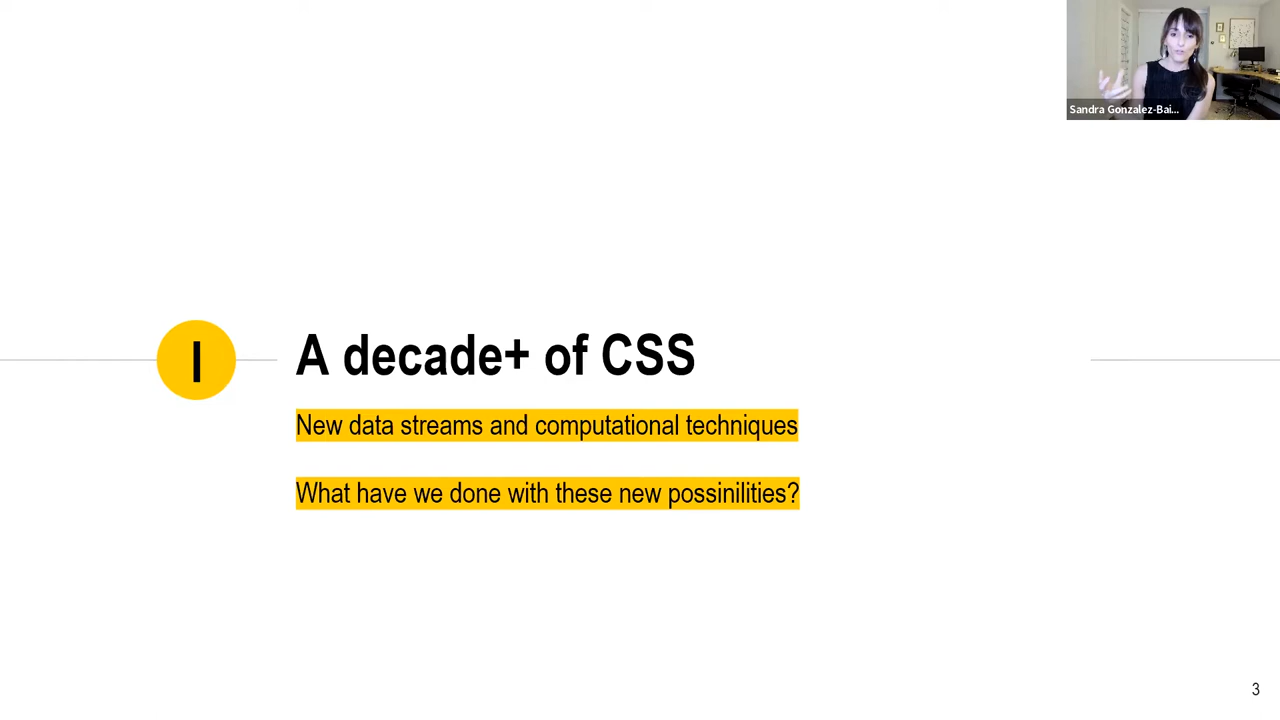 Sandra Gonzalez-Bai...
I
A decade+ of CSS
New data streams and computational techniques
What have we done with these new possinilities?
3